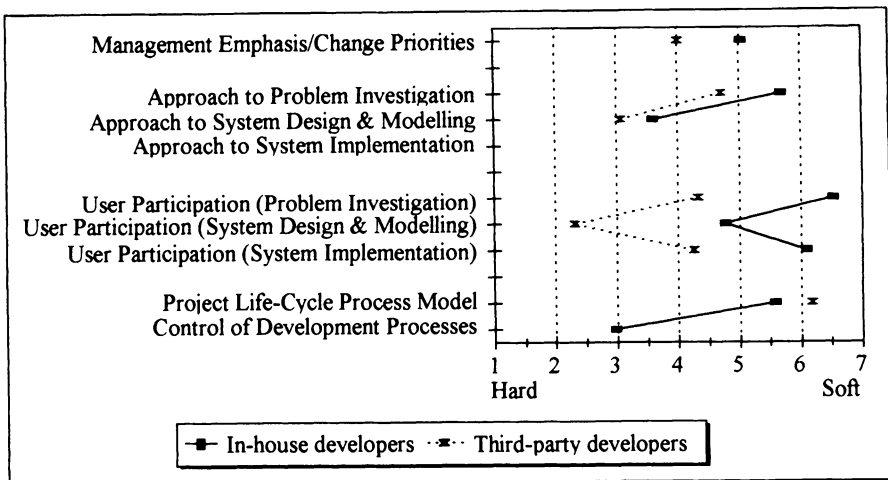 Management Emphasis/Change Priorities
Approach to Problem Investigation
Approach to System Design & Modelling
Approach to System Implementation
User Participation (Problem Investigation)
User Participation (System Design & Modelling)
User Participation (System Implementation)
Project Life-Cycle Process Model
Control of Development Processes
1 2 3 4 5 6 7
Hard Soft
In-house developers Third-party developers